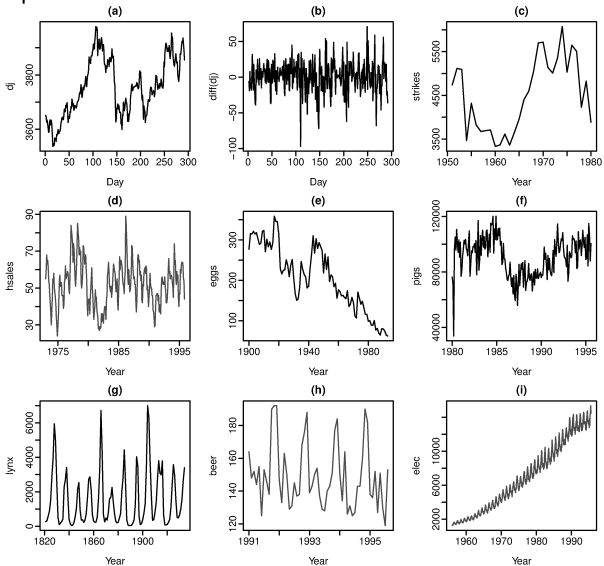 (a) (b) (c)
dj
3600 3800
0 50 100 150 200 250 300
Day
diff(dj)
-100 -50 0 50
0 50 100 150 200 250 300
Day
strikes
3500 4500 5500
1950 1960 1970 1980
Year
(d) (e) (f)
hsales
30 50 70 90
1975 1985 1995
Year
eggs
100 200 300
1900 1940 1980
Year
pigs
40000 80000 120000
1980 1985 1990 1995
Year
(g) (h) (i)
lynx
0 2000 4000 6000
1820 1860 1900
Year
beer
120 140 160 180
1991 1993 1995
Year
elec
2000 6000 10000
1960 1970 1980 1990
Year